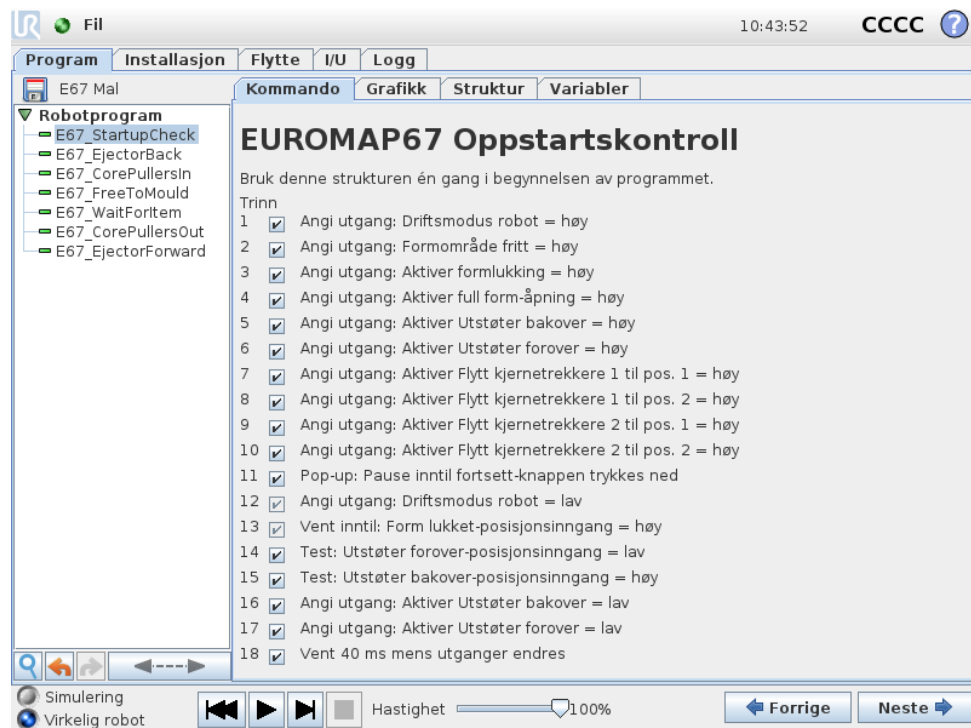 UR Fil 10:43:52 CCCC ?
Program Installasjon Flytte I/U Logg
E67 Mal
Kommando Grafikk Struktur Variabler
Robotprogram
E67_StartupCheck
E67_EjectorBack
E67_CorePullersIn
E67_FreeToMould
E67_WaitForItem
E67_CorePullersOut
E67_EjectorForward
EUROMAP67 Oppstartskontroll
Bruk denne strukturen én gang i begynnelsen av programmet.
Trinn
1 Angi utgang: Driftsmodus robot = høy
2 Angi utgang: Formområde fritt = høy
3 Angi utgang: Aktiver formlukking = høy
4 Angi utgang: Aktiver full form-åpning = høy
5 Angi utgang: Aktiver Utstøter bakover = høy
6 Angi utgang: Aktiver Utstøter forover = høy
7 Angi utgang: Aktiver Flytt kjernetrekkere 1 til pos. 1 = høy
8 Angi utgang: Aktiver Flytt kjernetrekkere 1 til pos. 2 = høy
9 Angi utgang: Aktiver Flytt kjernetrekkere 2 til pos. 1 = høy
10 Angi utgang: Aktiver Flytt kjernetrekkere 2 til pos. 2 = høy
11 Pop-up: Pause inntil fortsett-knappen trykkes ned
12 Angi utgang: Driftsmodus robot = lav
13 Vent inntil: Form lukket-posisjonsinngang = høy
14 Test: Utstøter forover-posisjonsinngang = lav
15 Test: Utstøter bakover-posisjonsinngang = høy
16 Angi utgang: Aktiver Utstøter bakover = lav
17 Angi utgang: Aktiver Utstøter forover = lav
18 Vent 40 ms mens utganger endres
Simulering
Virkelig robot
Hastighet 100%
Forrige Neste